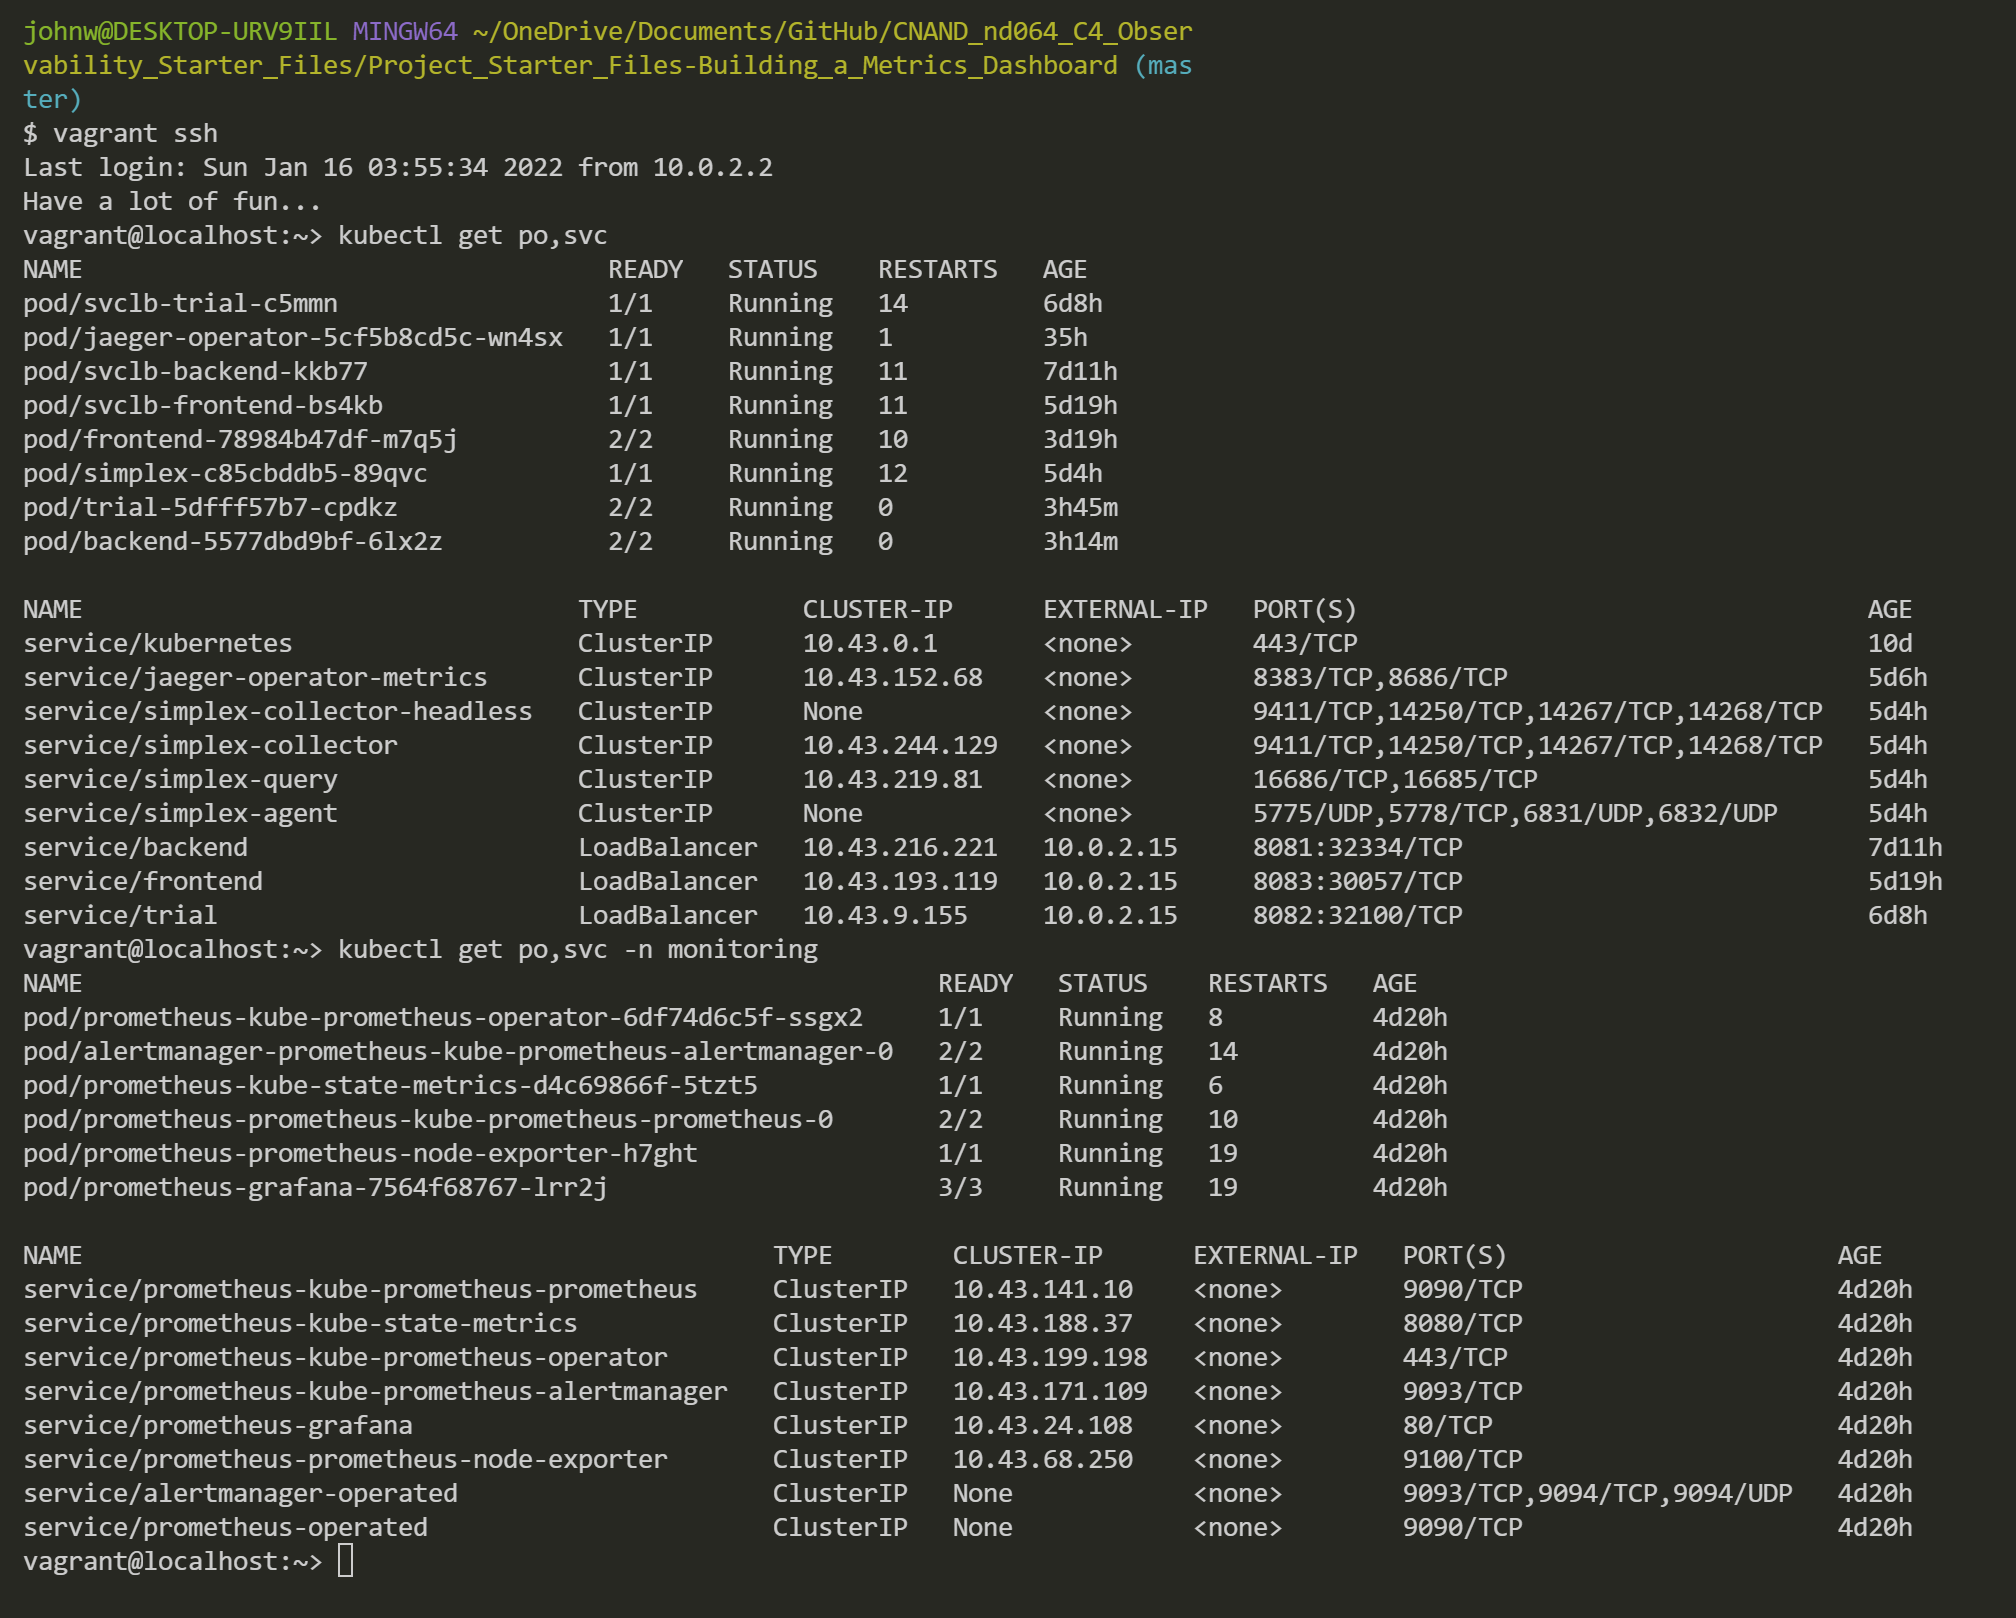 johnw@DESKTOP-URV9IIL MINGW64 ~/OneDrive/Documents/GitHub/CNAND_nd064_C4_Obser
vability_Starter_Files/Project_Starter_Files-Building_a_Metrics_Dashboard (mas
ter)
$ vagrant ssh
Last login: Sun Jan 16 03:55:34 2022 from 10.0.2.2
Have a lot of fun...
vagrant@localhost:~> kubectl get po,svc
NAME                                   READY   STATUS    RESTARTS   AGE
pod/svclb-trial-c5mmn                  1/1     Running   14         6d8h
pod/jaeger-operator-5cf5b8cd5c-wn4sx   1/1     Running   1          35h
pod/svclb-backend-kkb77                1/1     Running   11         7d11h
pod/svclb-frontend-bs4kb               1/1     Running   11         5d19h
pod/frontend-78984b47df-m7q5j          2/2     Running   10         3d19h
pod/simplex-c85cbddb5-89qvc            1/1     Running   12         5d4h
pod/trial-5dfff57b7-cpdkz              2/2     Running   0          3h45m
pod/backend-5577dbd9bf-6lx2z           2/2     Running   0          3h14m

NAME                                 TYPE           CLUSTER-IP      EXTERNAL-IP   PORT(S)                                  AGE
service/kubernetes                   ClusterIP      10.43.0.1       <none>        443/TCP                                  10d
service/jaeger-operator-metrics      ClusterIP      10.43.152.68    <none>        8383/TCP,8686/TCP                        5d6h
service/simplex-collector-headless   ClusterIP      None            <none>        9411/TCP,14250/TCP,14267/TCP,14268/TCP   5d4h
service/simplex-collector            ClusterIP      10.43.244.129   <none>        9411/TCP,14250/TCP,14267/TCP,14268/TCP   5d4h
service/simplex-query                ClusterIP      10.43.219.81    <none>        16686/TCP,16685/TCP                      5d4h
service/simplex-agent                ClusterIP      None            <none>        5775/UDP,5778/TCP,6831/UDP,6832/UDP      5d4h
service/backend                      LoadBalancer   10.43.216.221   10.0.2.15     8081:32334/TCP                           7d11h
service/frontend                     LoadBalancer   10.43.193.119   10.0.2.15     8083:30057/TCP                           5d19h
service/trial                        LoadBalancer   10.43.9.155     10.0.2.15     8082:32100/TCP                           6d8h
vagrant@localhost:~> kubectl get po,svc -n monitoring
NAME                                                         READY   STATUS    RESTARTS   AGE
pod/prometheus-kube-prometheus-operator-6df74d6c5f-ssgx2     1/1     Running   8          4d20h
pod/alertmanager-prometheus-kube-prometheus-alertmanager-0   2/2     Running   14         4d20h
pod/prometheus-kube-state-metrics-d4c69866f-5tzt5            1/1     Running   6          4d20h
pod/prometheus-prometheus-kube-prometheus-prometheus-0       2/2     Running   10         4d20h
pod/prometheus-prometheus-node-exporter-h7ght                1/1     Running   19         4d20h
pod/prometheus-grafana-7564f68767-lrr2j                      3/3     Running   19         4d20h

NAME                                              TYPE        CLUSTER-IP      EXTERNAL-IP   PORT(S)                      AGE
service/prometheus-kube-prometheus-prometheus     ClusterIP   10.43.141.10    <none>        9090/TCP                     4d20h
service/prometheus-kube-state-metrics             ClusterIP   10.43.188.37    <none>        8080/TCP                     4d20h
service/prometheus-kube-prometheus-operator       ClusterIP   10.43.199.198   <none>        443/TCP                      4d20h
service/prometheus-kube-prometheus-alertmanager   ClusterIP   10.43.171.109   <none>        9093/TCP                     4d20h
service/prometheus-grafana                        ClusterIP   10.43.24.108    <none>        80/TCP                       4d20h
service/prometheus-prometheus-node-exporter       ClusterIP   10.43.68.250    <none>        9100/TCP                     4d20h
service/alertmanager-operated                     ClusterIP   None            <none>        9093/TCP,9094/TCP,9094/UDP   4d20h
service/prometheus-operated                       ClusterIP   None            <none>        9090/TCP                     4d20h
vagrant@localhost:~>